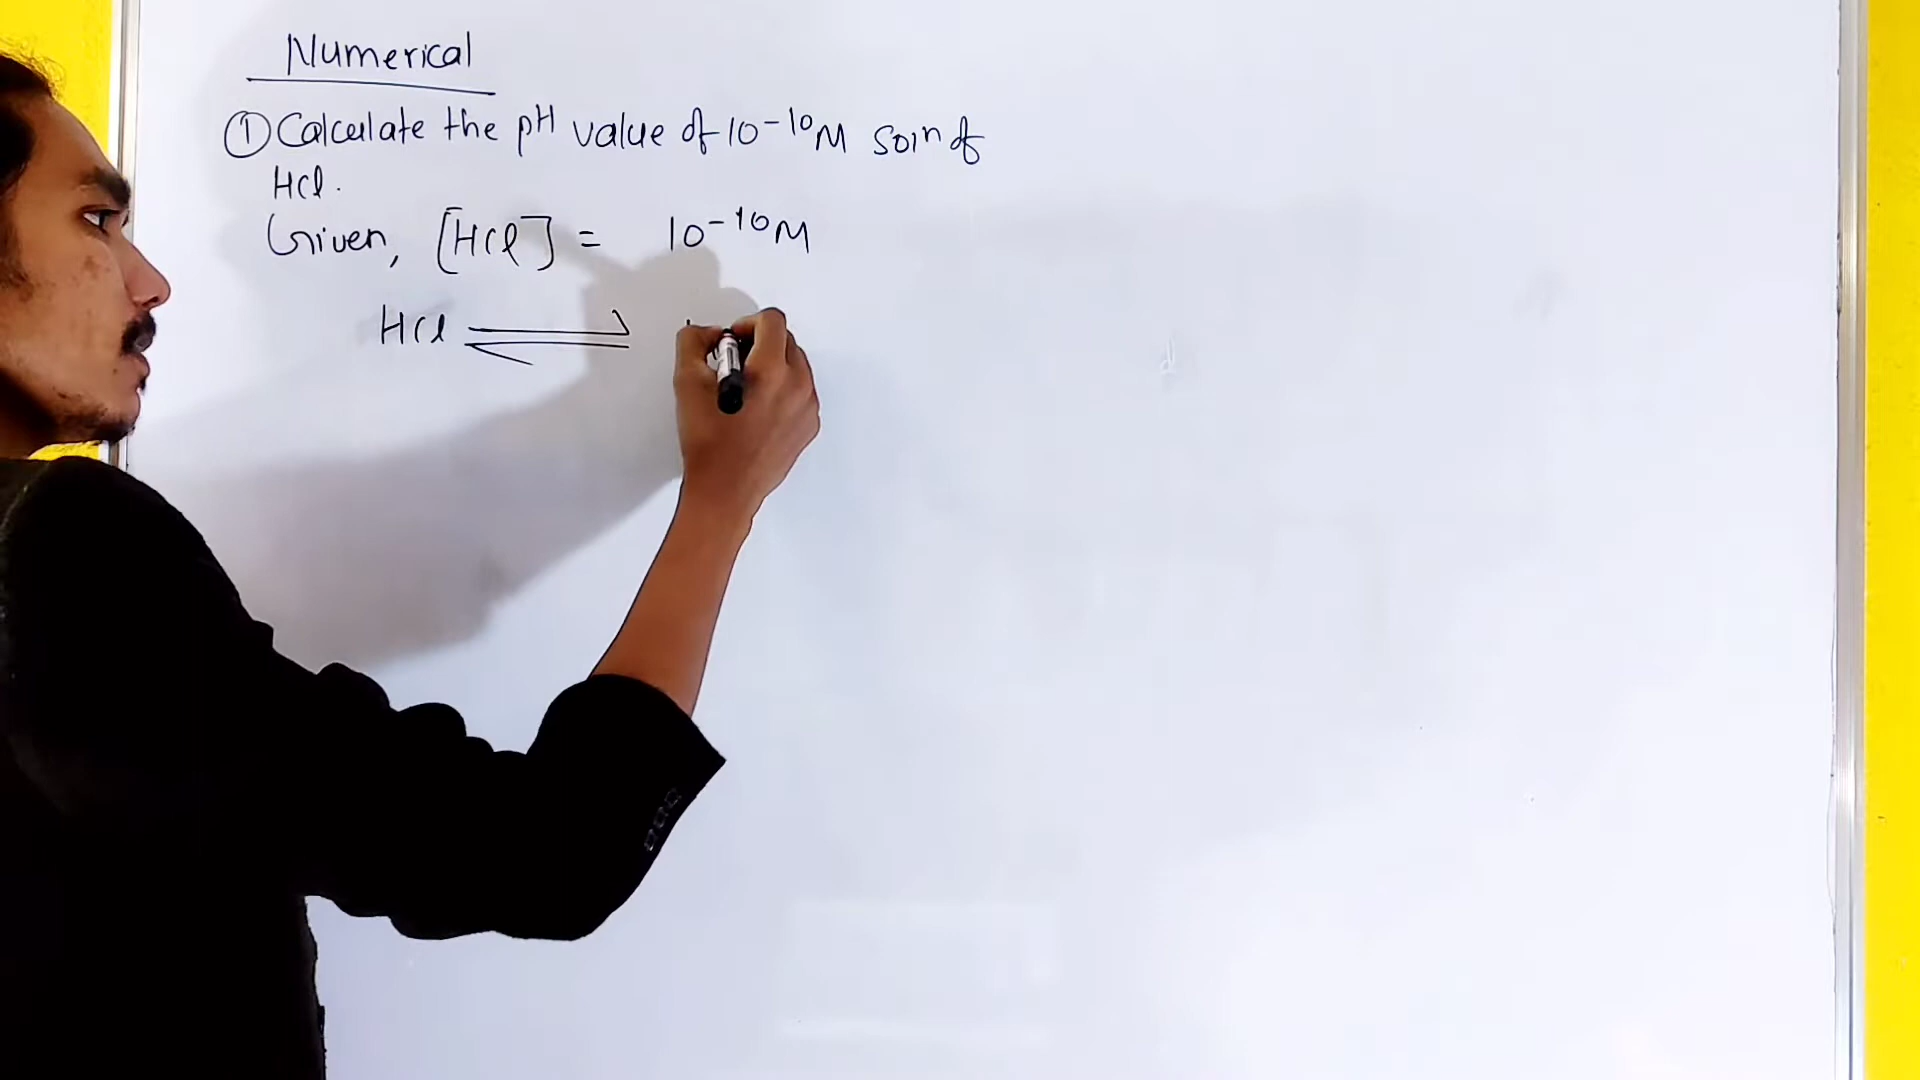 Numerical
① Calculate the pH value of 10⁻¹⁰M soln of
HCl.
Given, [HCl] = 10⁻¹⁰M
HCl ⇌